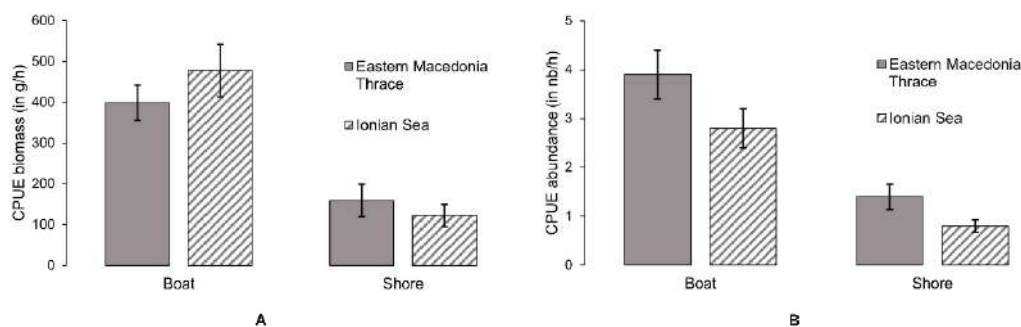 CPUE biomass (in g/h)
600
500
400
300
200
100
0
Eastern Macedonia
Thrace
Ionian Sea
Boat
Shore
A
CPUE abundance (in nb/h)
5
4
3
2
1
0
Eastern Macedonia
Thrace
Ionian Sea
Boat
Shore
B